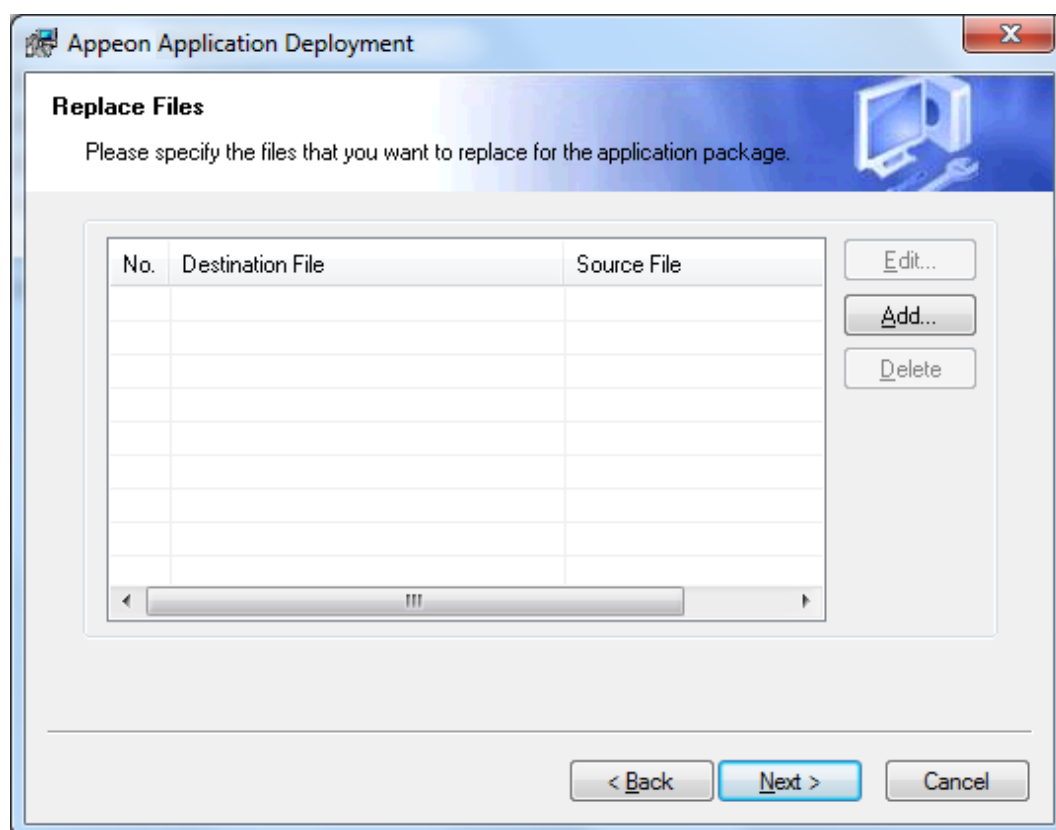 Appeon Application Deployment
x
Replace Files
Please specify the files that you want to replace for the application package.
No. Destination File Source File
Edit...
Add...
Delete
< Back Next > Cancel